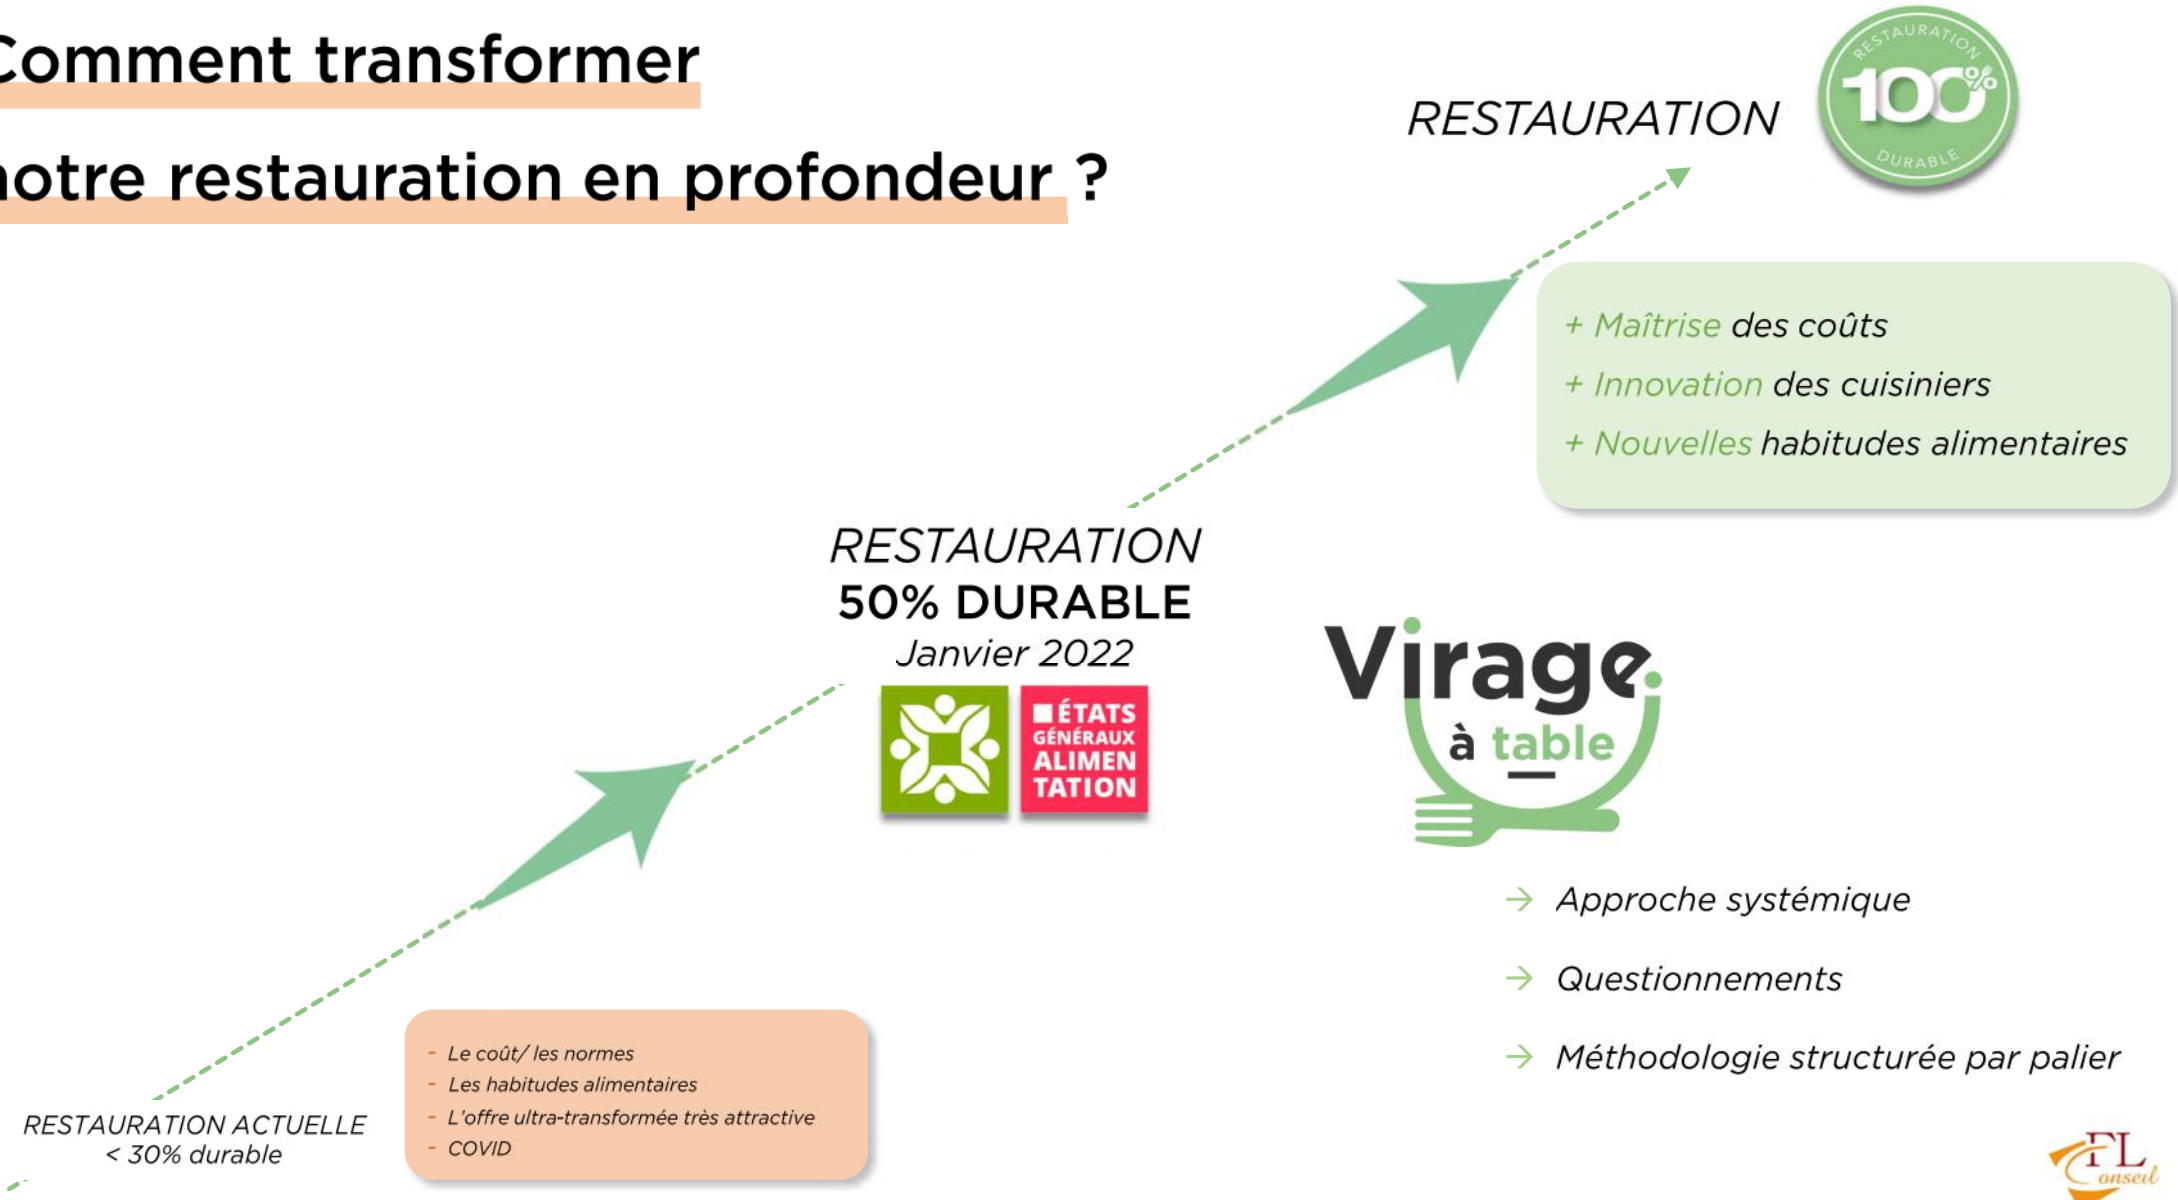 Comment transformer
notre restauration en profondeur ?
RESTAURATION
RESTAURATION
100%
DURABLE
+ Maîtrise des coûts
+ Innovation des cuisiniers
+ Nouvelles habitudes alimentaires
RESTAURATION
50% DURABLE
Janvier 2022
ÉTATS
GÉNÉRAUX
ALIMEN
TATION
Virage
à table
→ Approche systémique
→ Questionnements
→ Méthodologie structurée par palier
- Le coût/ les normes
- Les habitudes alimentaires
- L'offre ultra-transformée très attractive
- COVID
RESTAURATION ACTUELLE
< 30% durable
FL
Conseil